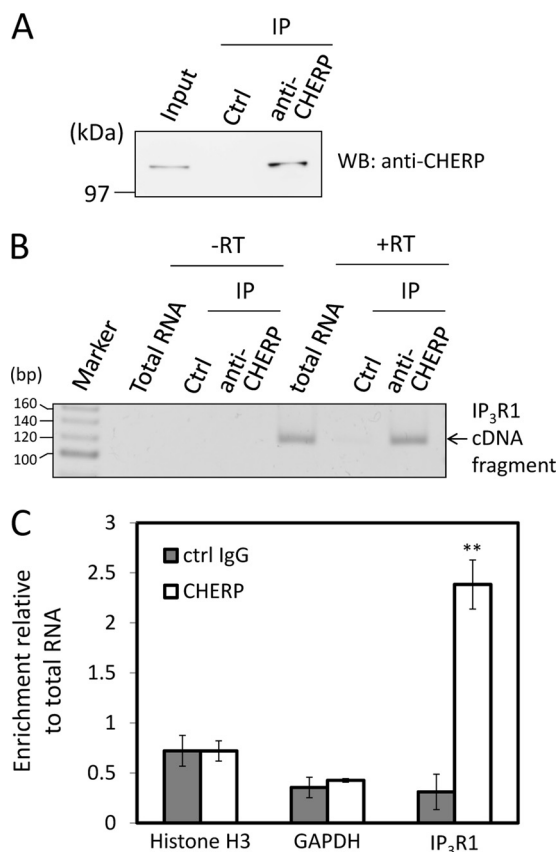 A
IP
Input
Ctrl
anti-
CHERP
(kDa)
97
WB: anti-CHERP
B
-RT
+RT
IP
IP
Marker
Total RNA
Ctrl
anti-
CHERP
total RNA
Ctrl
anti-
CHERP
(bp)
160
140
120
100
IP₃R1
cDNA
fragment
C
Enrichment relative
to total RNA
3
2.5
2
1.5
1
0.5
0
ctrl IgG
CHERP
**
Histone H3
GAPDH
IP₃R1